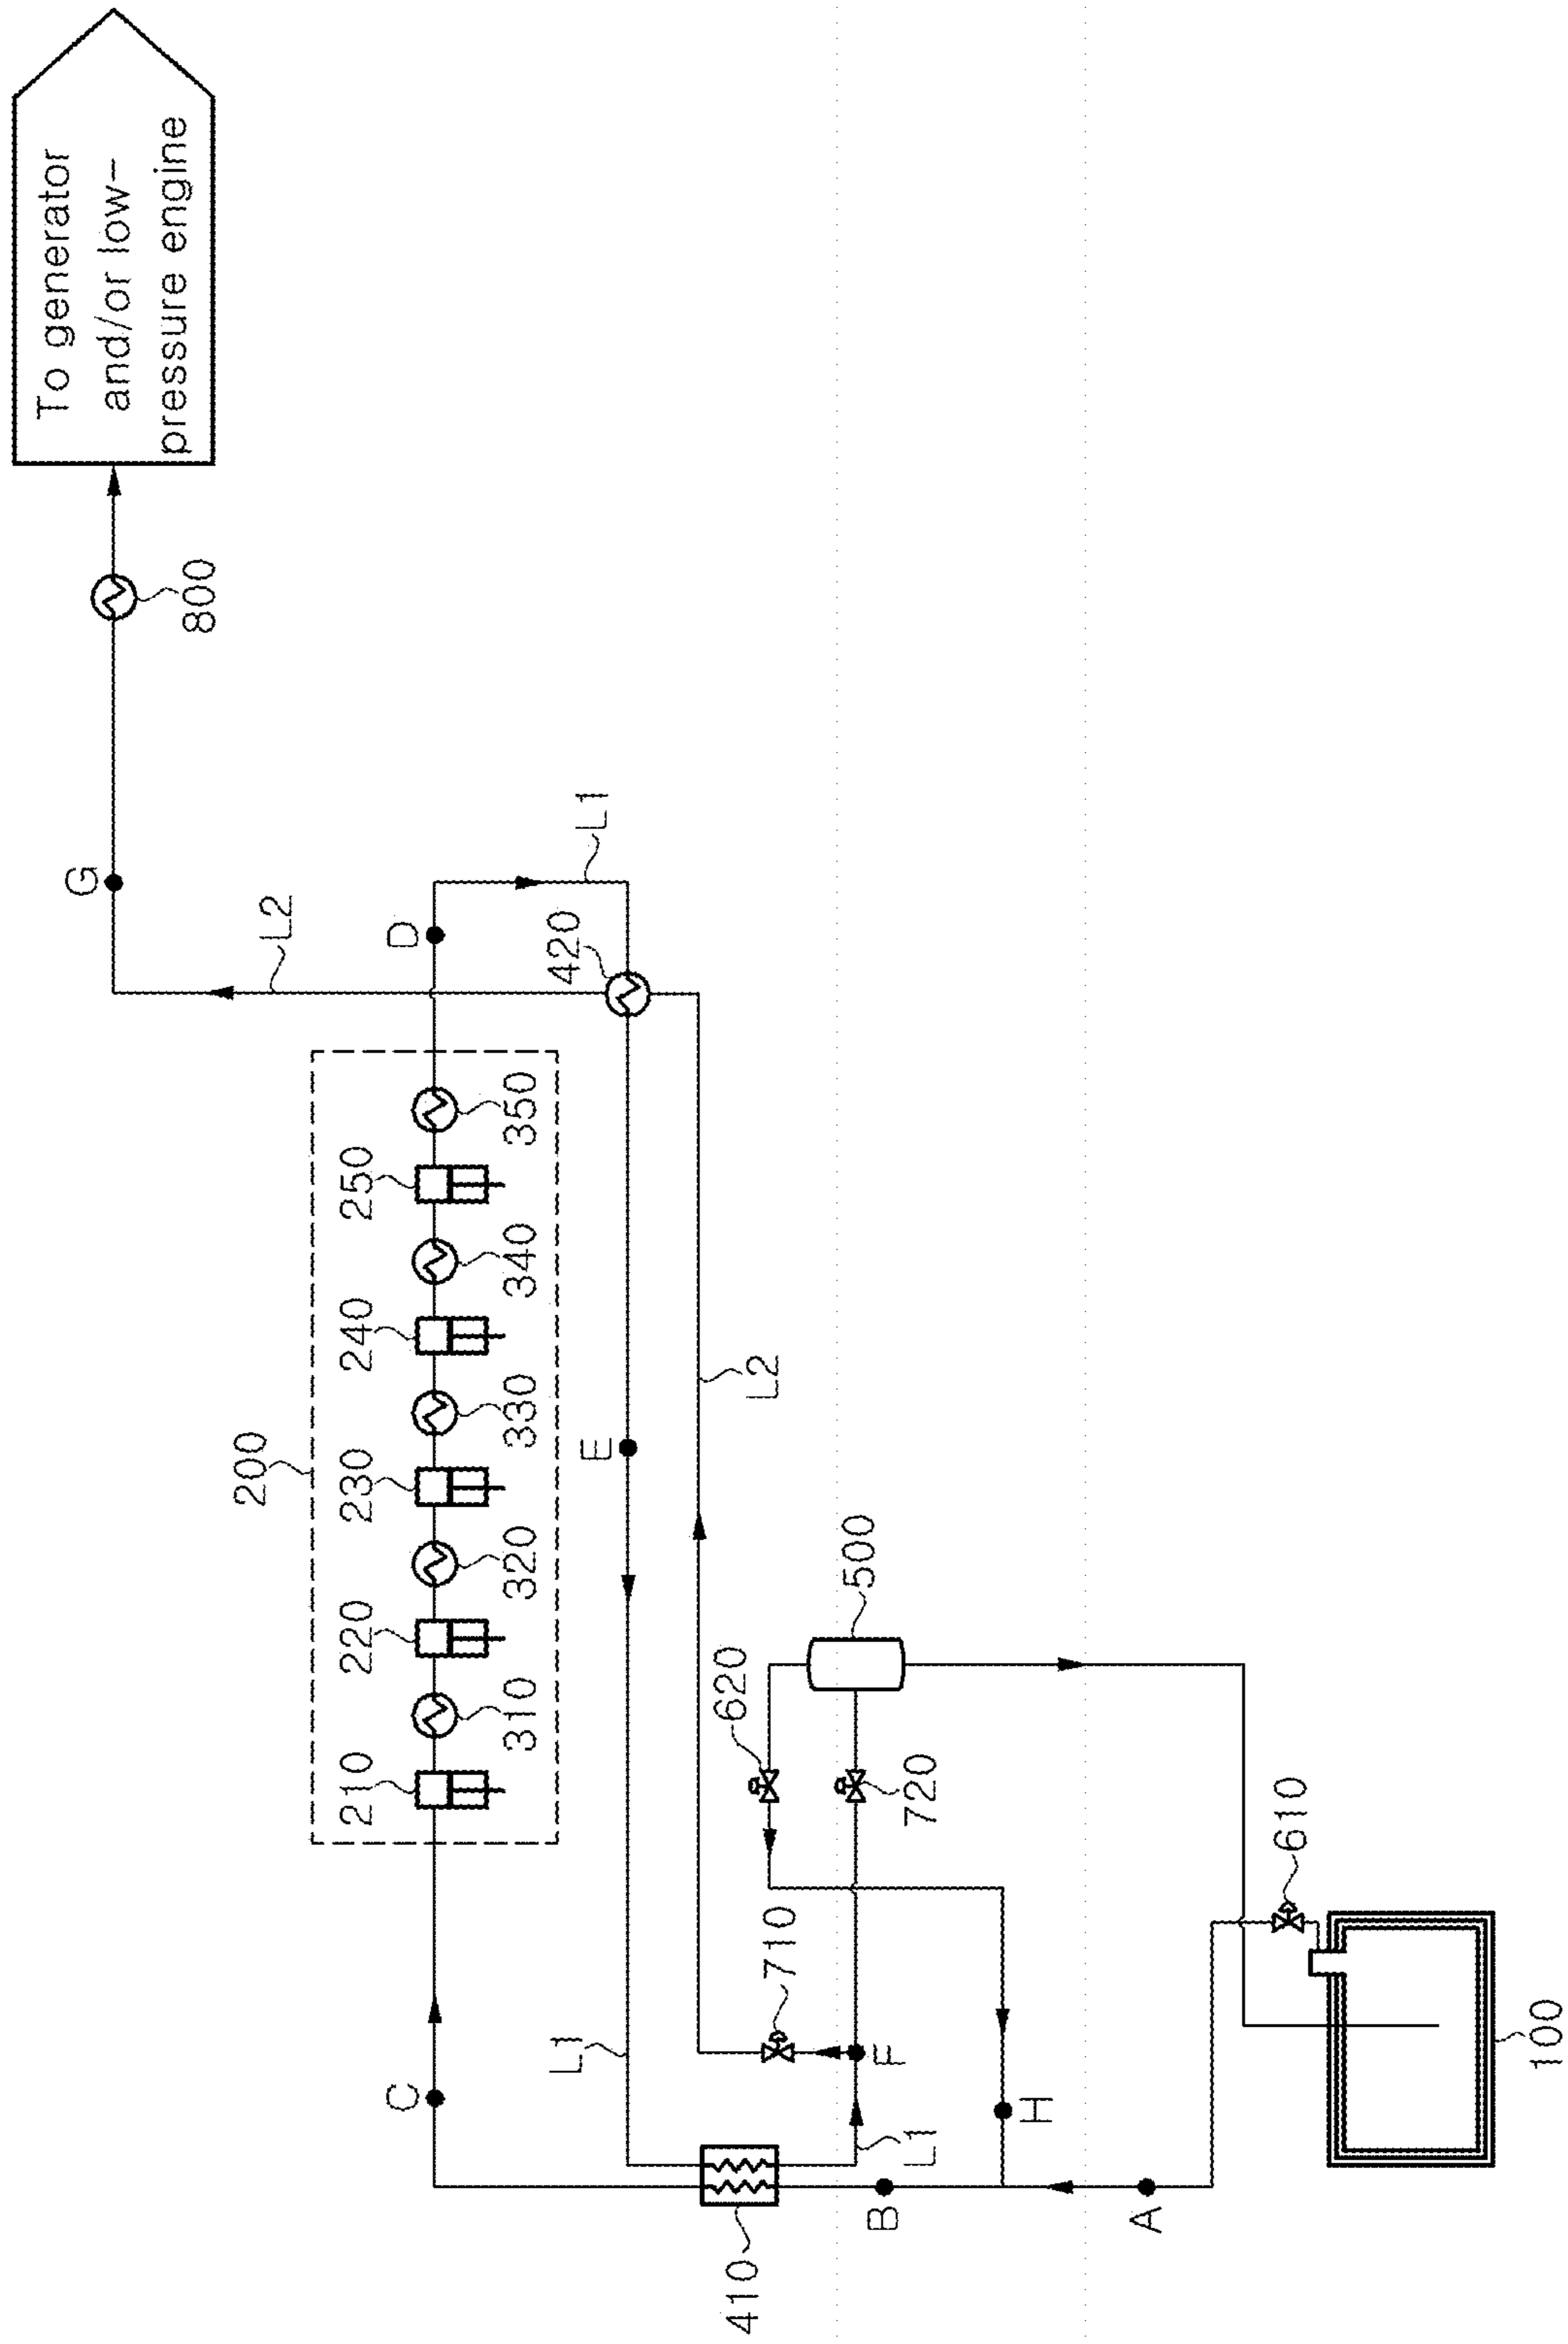 To generator
and/or low-
pressure engine
800
G
L2
D
L1
420
200
210
310
220
320
230
330
240
340
250
350
C
E
L1
L2
710
620
500
720
F
L1
410
B
H
A
610
100